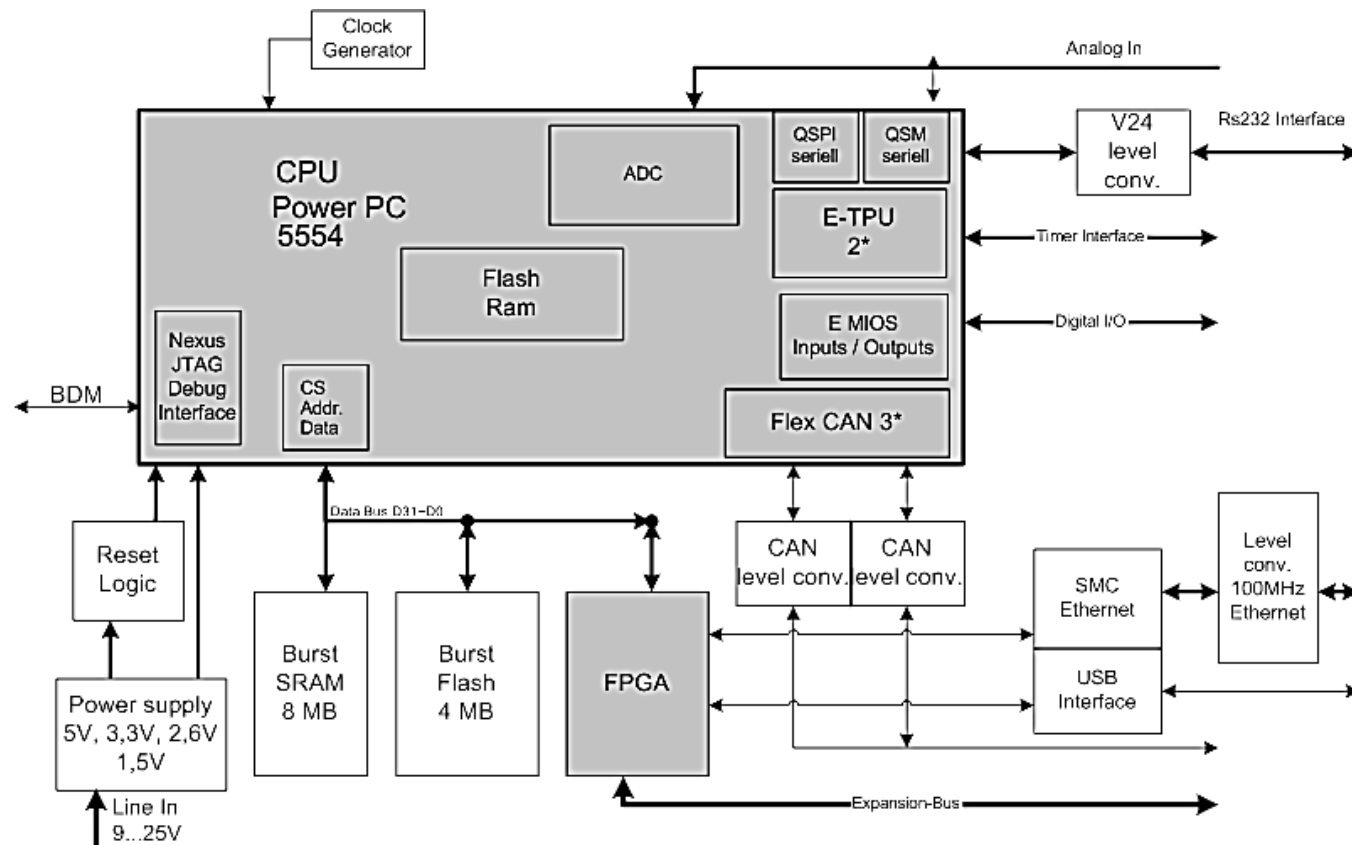 Clock
Generator
Analog In
CPU
Power PC
5554
ADC
QSPI
seriell
QSM
seriell
V24
level
conv.
Rs232 Interface
E-TPU
2*
Timer Interface
Flash
Ram
E MIOS
Inputs / Outputs
Digital I/O
Nexus
JTAG
Debug
Interface
BDM
CS
Addr.
Data
Flex CAN 3*
Data Bus D31-D0
Reset
Logic
CAN
level conv.
CAN
level conv.
SMC
Ethernet
Level
conv.
100MHz
Ethernet
Burst
SRAM
8 MB
Burst
Flash
4 MB
FPGA
USB
Interface
Power supply
5V, 3,3V, 2,6V
1,5V
Line In
9...25V
Expansion-Bus